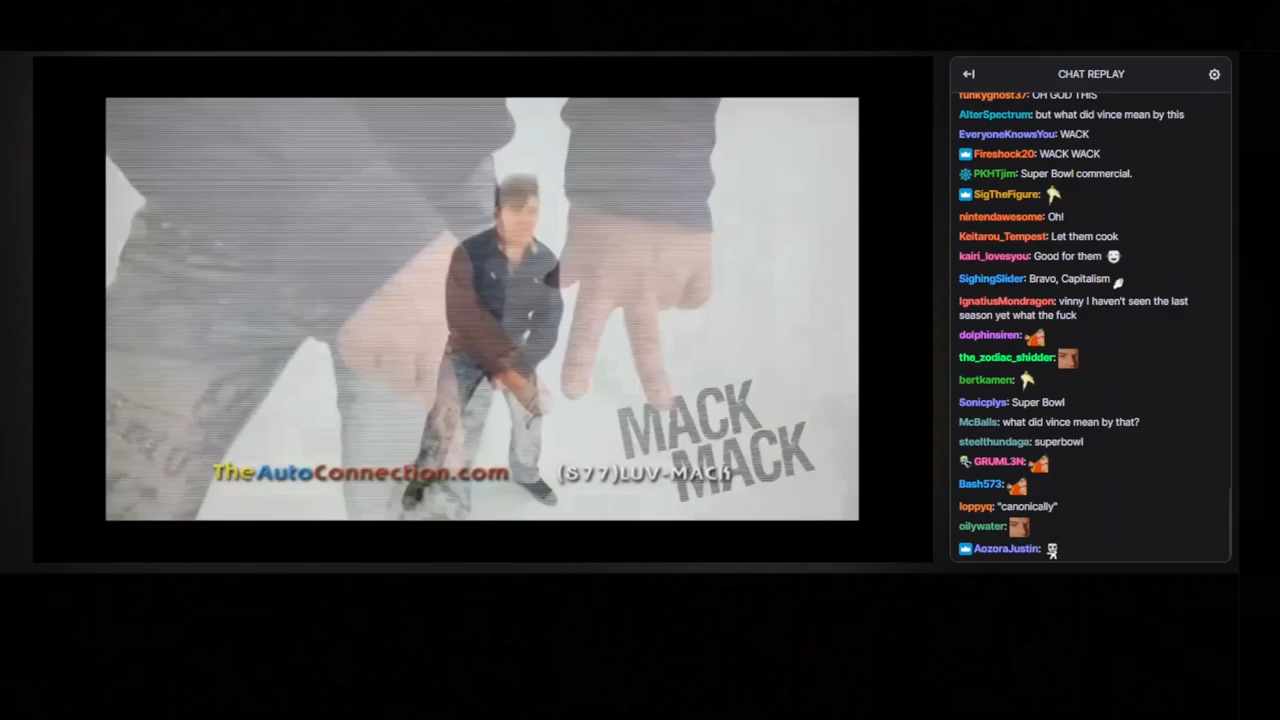 MACK
MACK
TheAutoConnection.com
(S77)LUV-MACK
CHAT REPLAY
funkyghost37: OH GOD THIS
AlterSpectrum: but what did vince mean by this
EveryoneKnowsYou: WACK
Fireshock20: WACK WACK
PKHTjim: Super Bowl commercial.
SigTheFigure:
nintendawesome: Oh!
Keitarou_Tempest: Let them cook
kairi_lovesyou: Good for them
SighingSlider: Bravo, Capitalism
IgnatiusMondragon: vinny I haven't seen the last
season yet what the fuck
dolphinsiren:
the_zodiac_shidder:
bertkamen:
Sonicplys: Super Bowl
McBalls: what did vince mean by that?
steelthundaga: superbowl
GRUML3N:
Bash573:
loppyq: "canonically"
oilywater:
AozoraJustin: